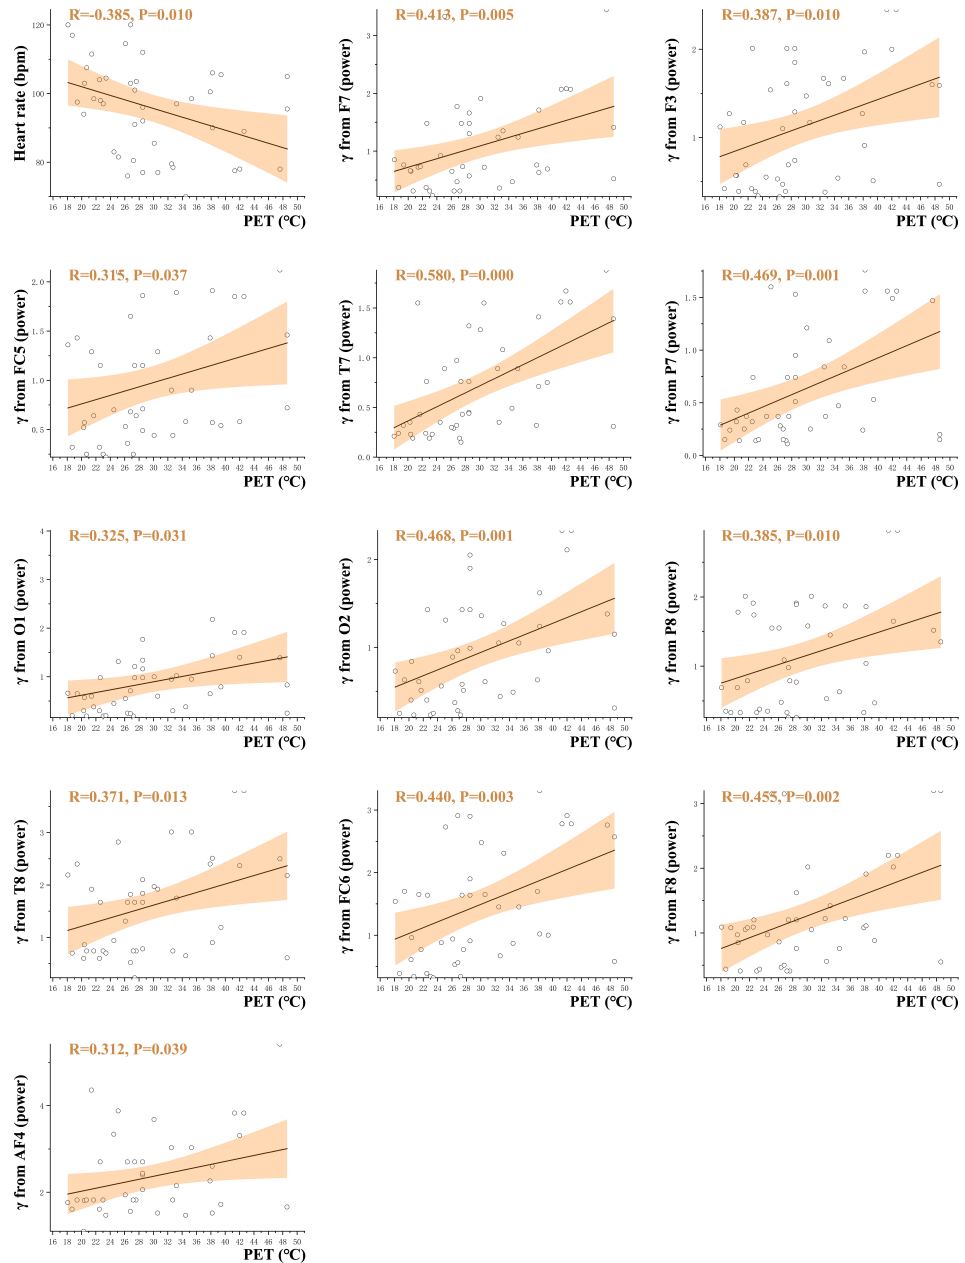 R=-0.385, P=0.010
R=0.413, P=0.005
R=0.387, P=0.010
Heart rate (bpm)
120
100
80
16 18 20 22 24 26 28 30 32 34 36 38 40 42 44 46 48 50
PET (℃)
γ from F7 (power)
3
2
1
16 18 20 22 24 26 28 30 32 34 36 38 40 42 44 46 48 50
PET (℃)
γ from F3 (power)
2
1
16 18 20 22 24 26 28 30 32 34 36 38 40 42 44 46 48 50
PET (℃)
R=0.315, P=0.037
R=0.580, P=0.000
R=0.469, P=0.001
γ from FC5 (power)
2.0
1.5
1.0
0.5
16 18 20 22 24 26 28 30 32 34 36 38 40 42 44 46 48 50
PET (℃)
γ from T7 (power)
1.5
1.0
0.5
0.0
16 18 20 22 24 26 28 30 32 34 36 38 40 42 44 46 48 50
PET (℃)
γ from P7 (power)
1.5
1.0
0.5
0.0
16 18 20 22 24 26 28 30 32 34 36 38 40 42 44 46 48 50
PET (℃)
R=0.325, P=0.031
R=0.468, P=0.001
R=0.385, P=0.010
γ from O1 (power)
4
3
2
1
16 18 20 22 24 26 28 30 32 34 36 38 40 42 44 46 48 50
PET (℃)
γ from O2 (power)
2
1
16 18 20 22 24 26 28 30 32 34 36 38 40 42 44 46 48 50
PET (℃)
γ from P8 (power)
2
1
16 18 20 22 24 26 28 30 32 34 36 38 40 42 44 46 48 50
PET (℃)
R=0.371, P=0.013
R=0.440, P=0.003
R=0.455, P=0.002
γ from T8 (power)
3
2
1
16 18 20 22 24 26 28 30 32 34 36 38 40 42 44 46 48 50
PET (℃)
γ from FC6 (power)
3
2
1
16 18 20 22 24 26 28 30 32 34 36 38 40 42 44 46 48 50
PET (℃)
γ from F8 (power)
3
2
1
16 18 20 22 24 26 28 30 32 34 36 38 40 42 44 46 48 50
PET (℃)
R=0.312, P=0.039
γ from AF4 (power)
4
2
16 18 20 22 24 26 28 30 32 34 36 38 40 42 44 46 48 50
PET (℃)